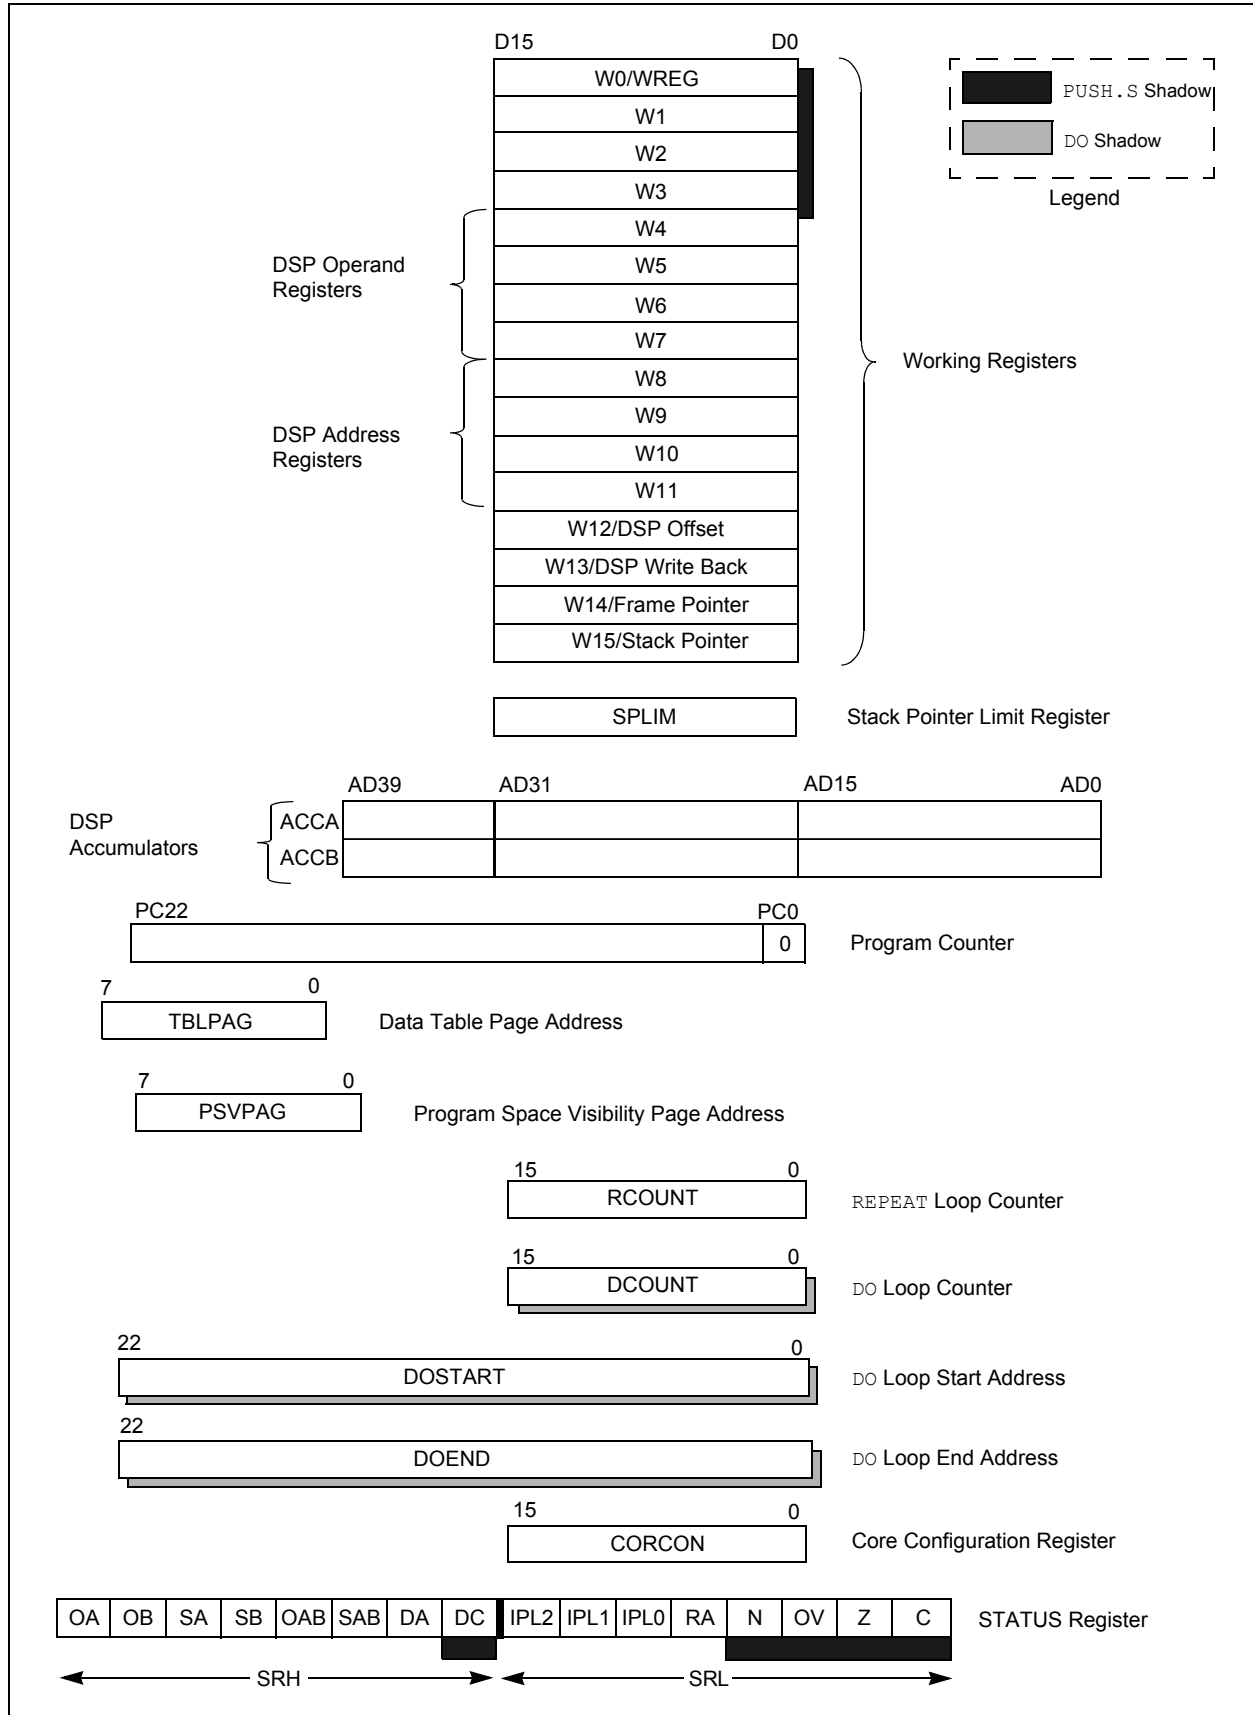 D15 D0
W0/WREG
W1
W2
W3
W4
W5
W6
W7
W8
W9
W10
W11
W12/DSP Offset
W13/DSP Write Back
W14/Frame Pointer
W15/Stack Pointer
DSP Operand
Registers
DSP Address
Registers
Working Registers
PUSH.S Shadow
DO Shadow
Legend
SPLIM Stack Pointer Limit Register
AD39 AD31 AD15 AD0
DSP
Accumulators
ACCA
ACCB
PC22 PC0
0 Program Counter
7 0
TBLPAG Data Table Page Address
7 0
PSVPAG Program Space Visibility Page Address
15 0
RCOUNT REPEAT Loop Counter
15 0
DCOUNT DO Loop Counter
22 0
DOSTART DO Loop Start Address
22
DOEND DO Loop End Address
15 0
CORCON Core Configuration Register
OA OB SA SB OAB SAB DA DC IPL2 IPL1 IPL0 RA N OV Z C STATUS Register
SRH SRL